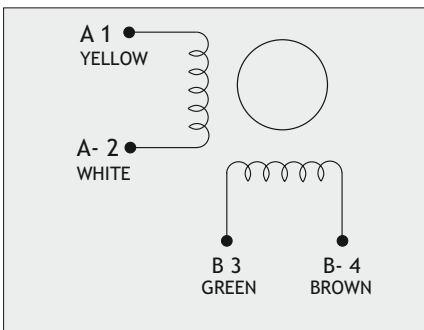 A 1
YELLOW
A- 2
WHITE
B 3
GREEN
B- 4
BROWN